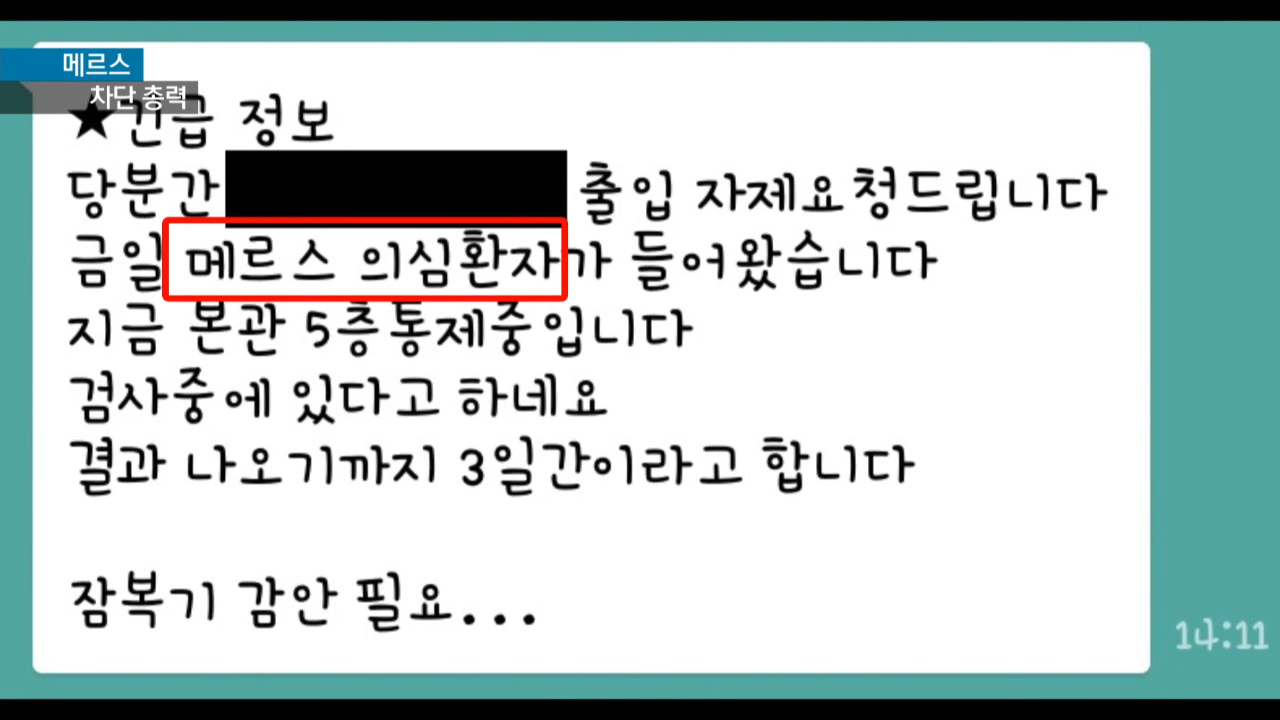 메르스
차단 총력
★긴급 정보
당분간 출입 자제요청드립니다
금일 메르스 의심환자가 들어왔습니다
지금 본관 5층통제중입니다
검사중에 있다고 하네요
결과 나오기까지 3일간이라고 합니다
잠복기 감안 필요...
14:11